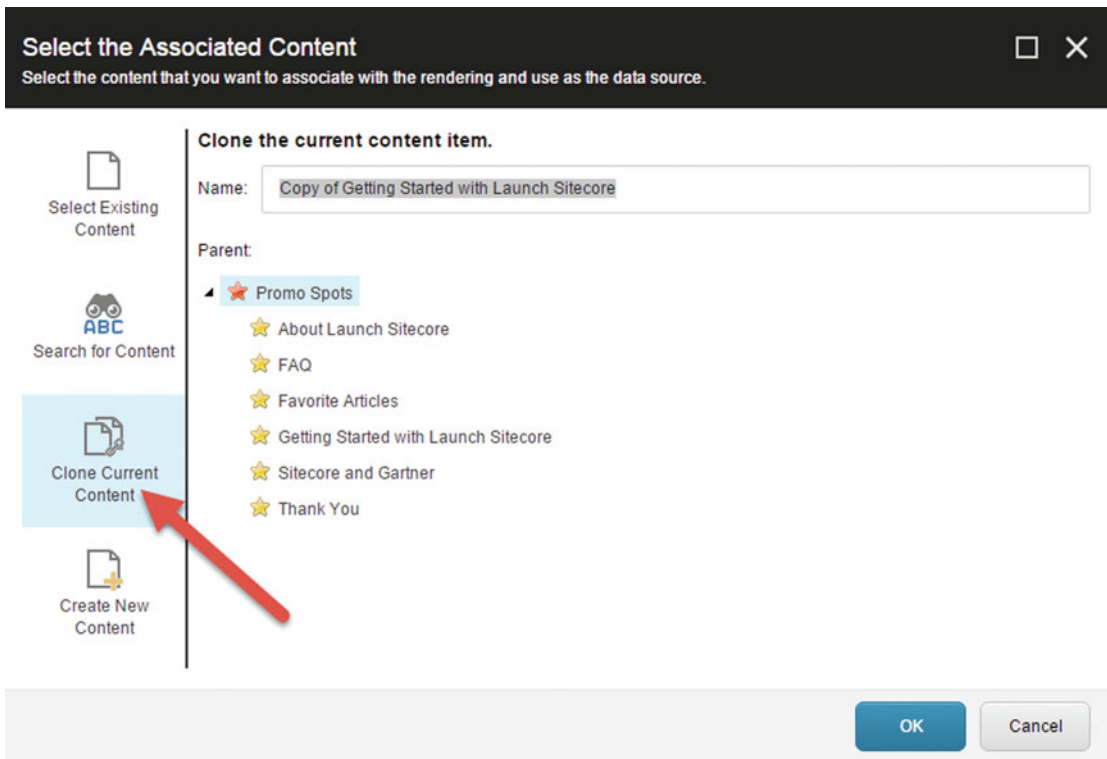 Select the Associated Content
Select the content that you want to associate with the rendering and use as the data source.
Select Existing
Content
ABC
Search for Content
Clone Current
Content
Create New
Content
Clone the current content item.
Name: Copy of Getting Started with Launch Sitecore
Parent:
Promo Spots
About Launch Sitecore
FAQ
Favorite Articles
Getting Started with Launch Sitecore
Sitecore and Gartner
Thank You
OK
Cancel